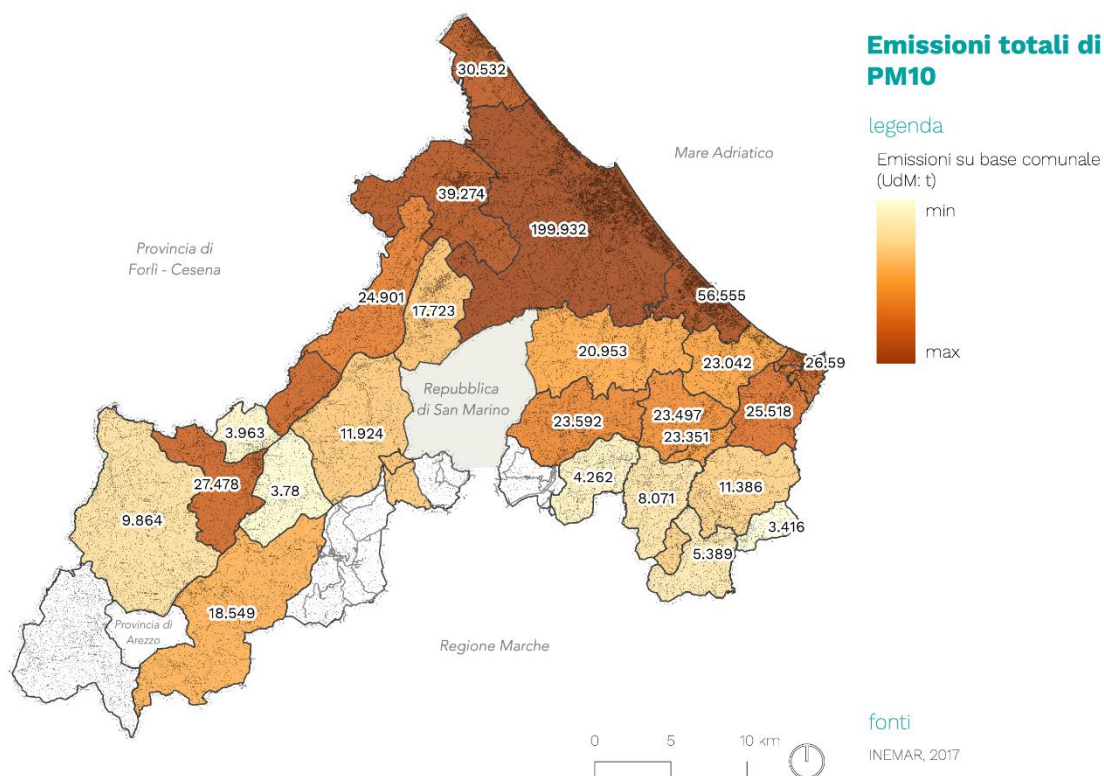 Emissioni totali di
PM10
legenda
Emissioni su base comunale
(UdM: t)
min
max
30.532
Mare Adriatico
39.274
199.932
Provincia di
Forlì - Cesena
24.901
17.723
56.555
20.953
23.042
26.59
Repubblica
di San Marino
25.518
23.592
23.497
23.351
3.963
11.924
27.478
3.78
4.262
8.071
11.386
9.864
3.416
5.389
18.549
Provincia di
Arezzo
Regione Marche
0 5 10 km
fonti
INEMAR, 2017